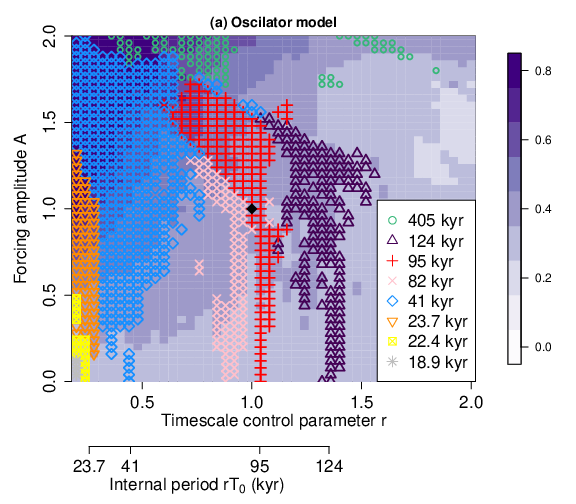 (a) Oscilator model
2.0
1.5
1.0
0.5
0.0
Forcing amplitude A
0.5
1.0
1.5
2.0
Timescale control parameter r
405 kyr
124 kyr
95 kyr
82 kyr
41 kyr
23.7 kyr
22.4 kyr
18.9 kyr
0.8
0.6
0.4
0.2
0.0
23.7 41 95 124
Internal period rT0 (kyr)